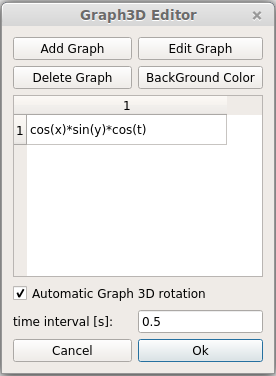 Graph3D Editor
Add Graph Edit Graph
Delete Graph BackGround Color
1
1 cos(x)*sin(y)*cos(t)
Automatic Graph 3D rotation
time interval [s]: 0.5
Cancel Ok